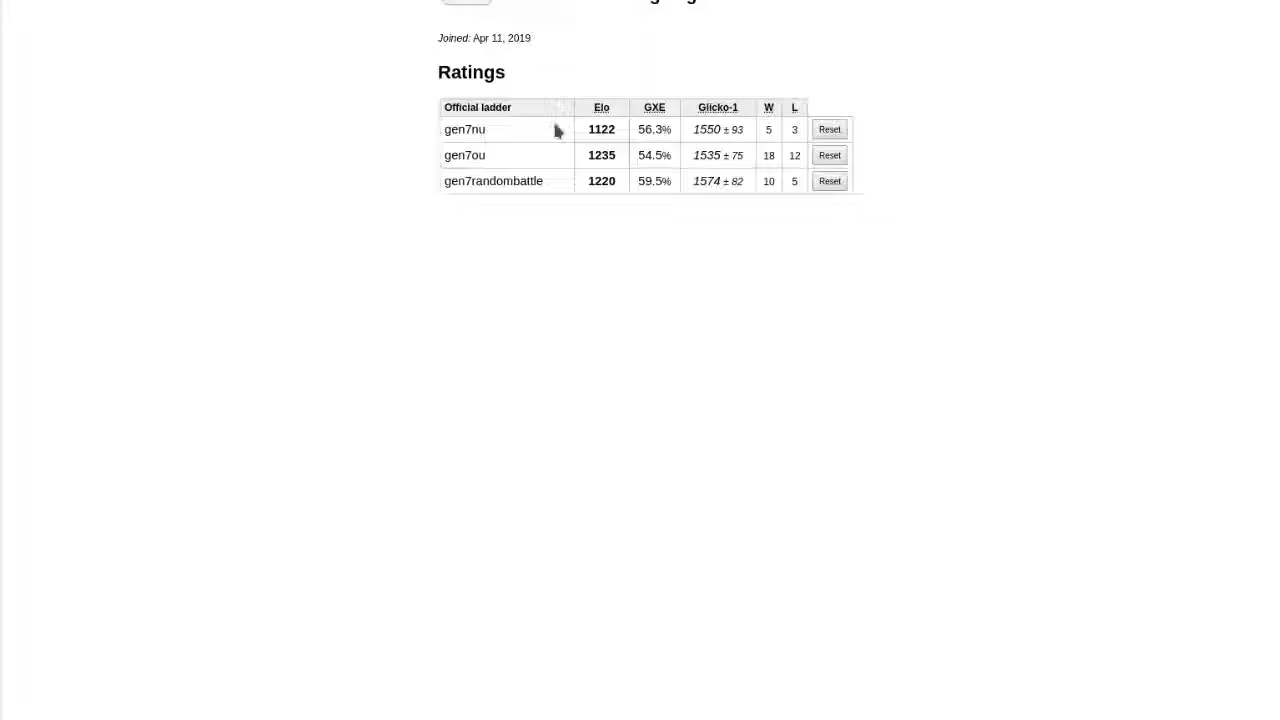 Joined: Apr 11, 2019
Ratings
Official ladder Elo GXE Glicko-1 W L
gen7nu 1122 56.3% 1550 ± 93 5 3 Reset
gen7ou 1235 54.5% 1535 ± 75 18 12 Reset
gen7randombattle 1220 59.5% 1574 ± 82 10 5 Reset